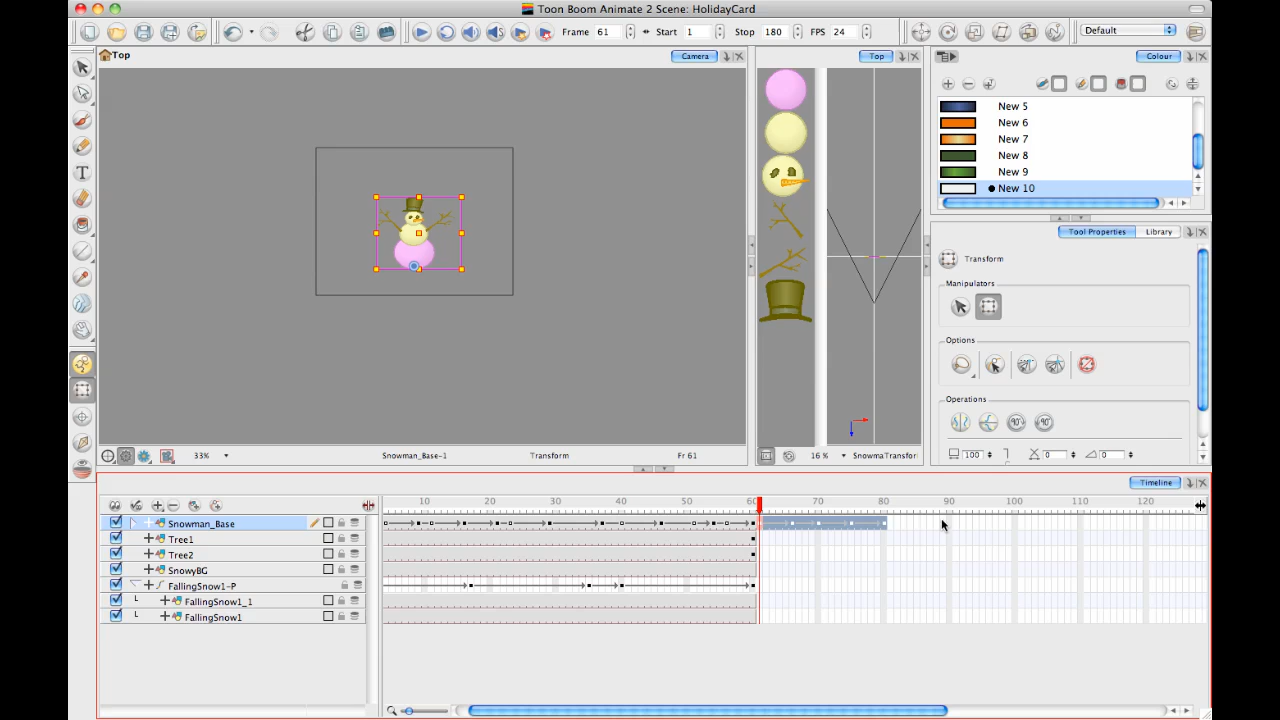 Toon Boom Animate 2 Scene: HolidayCard
Frame 61 Start 1 Stop 180 FPS 24 Default
Top Camera Top Colour
New 5
New 6
New 7
New 8
New 9
New 10
Tool Properties Library
Transform
Manipulators
Options
Operations
90° 90°
33% Snowman_Base-1 Transform Fr 61 16 % SnowmaTransfor
100 0 0
Timeline
10 20 30 40 50 60 70 80 90 100 110 120
Snowman_Base
Tree1
Tree2
SnowyBG
FallingSnow1-P
FallingSnow1_1
FallingSnow1